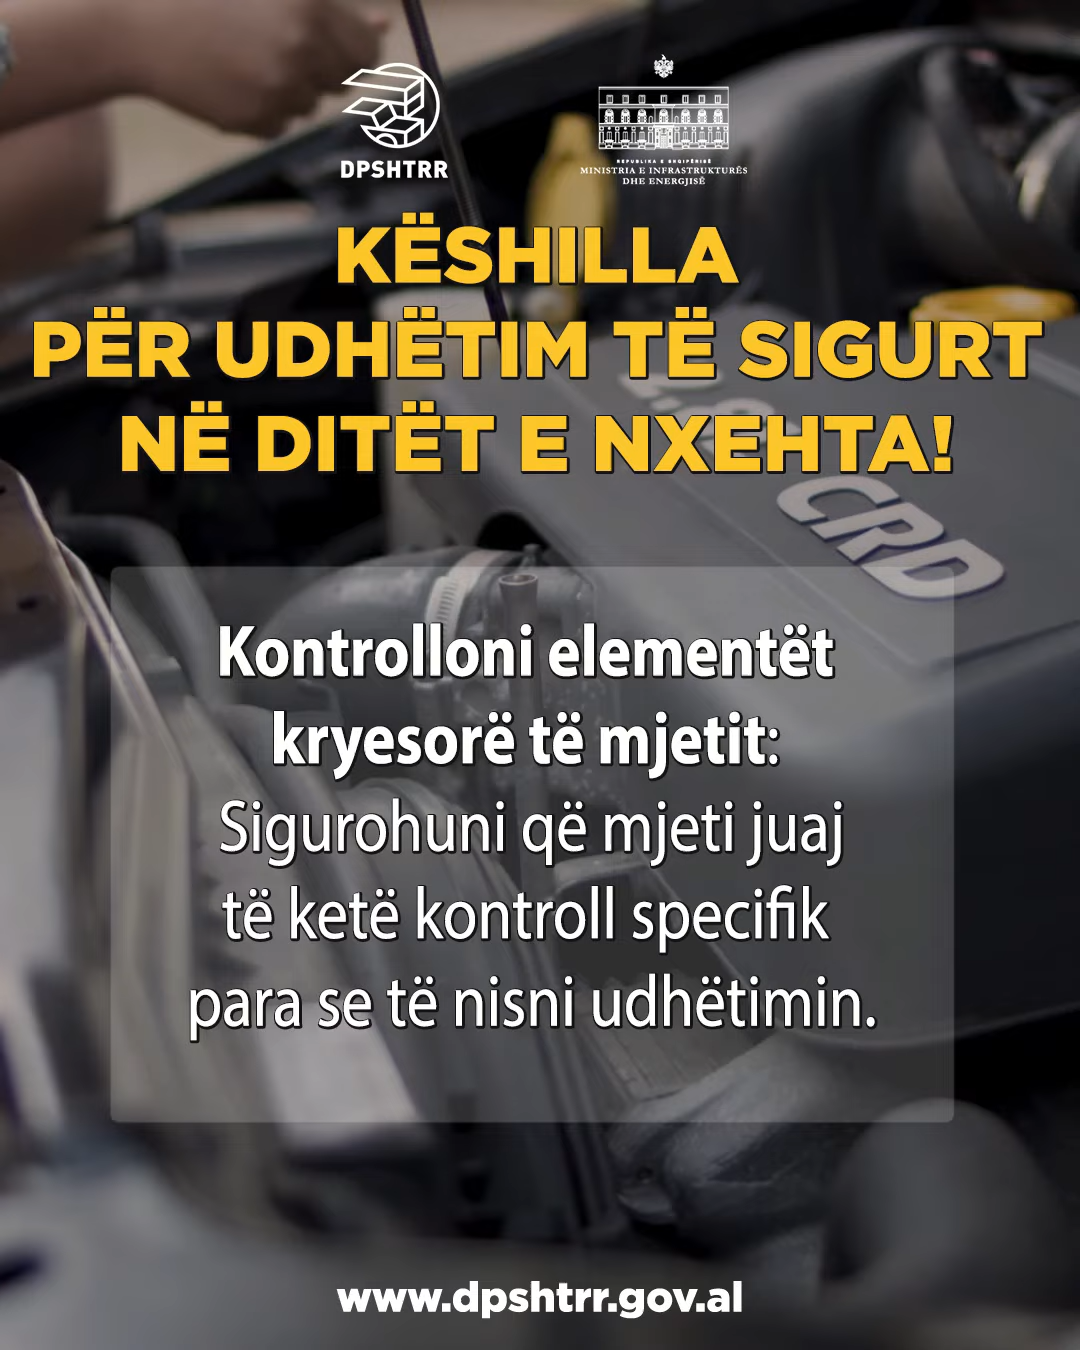 DPSHTRR
REPUBLIKA E SHQIPËRISË
MINISTRIA E INFRASTRUKTURËS
DHE ENERGJISË
KËSHILLA
PËR UDHËTIM TË SIGURT
NË DITËT E NXEHTA!
CRD
Kontrolloni elementët
kryesorë të mjetit:
Sigurohuni që mjeti juaj
të ketë kontroll specifik
para se të nisni udhëtimin.
www.dpshtrr.gov.al